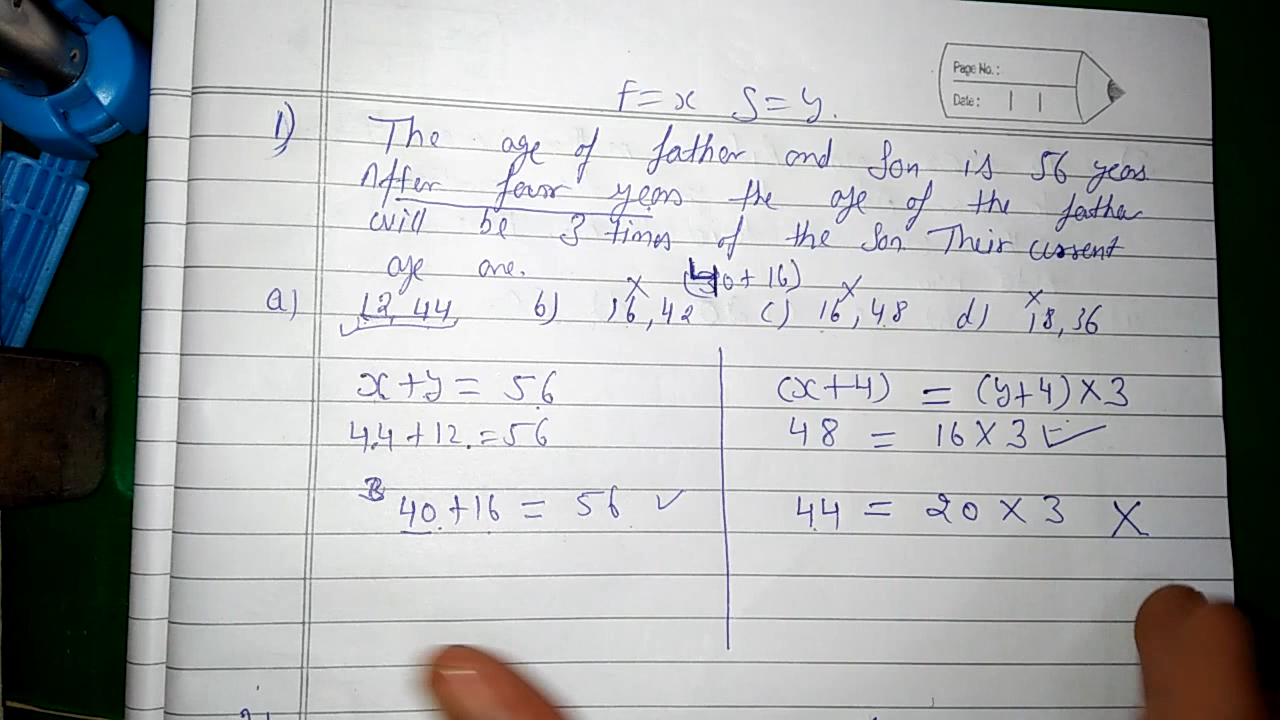 Page No.:
Date:
F=x S=y.
1) The age of father and Son is 56 years
After four years the age of the father
will be 3 times of the Son Their current
age are.
(40+16)
a) 12,44 b) 16,42 c) 16,48 d) 18,36
x+y= 56 (x+4) = (y+4)×3
44+12=56 48 = 16×3 ✓
B 40+16 = 56 ✓ 44 = 20×3 X